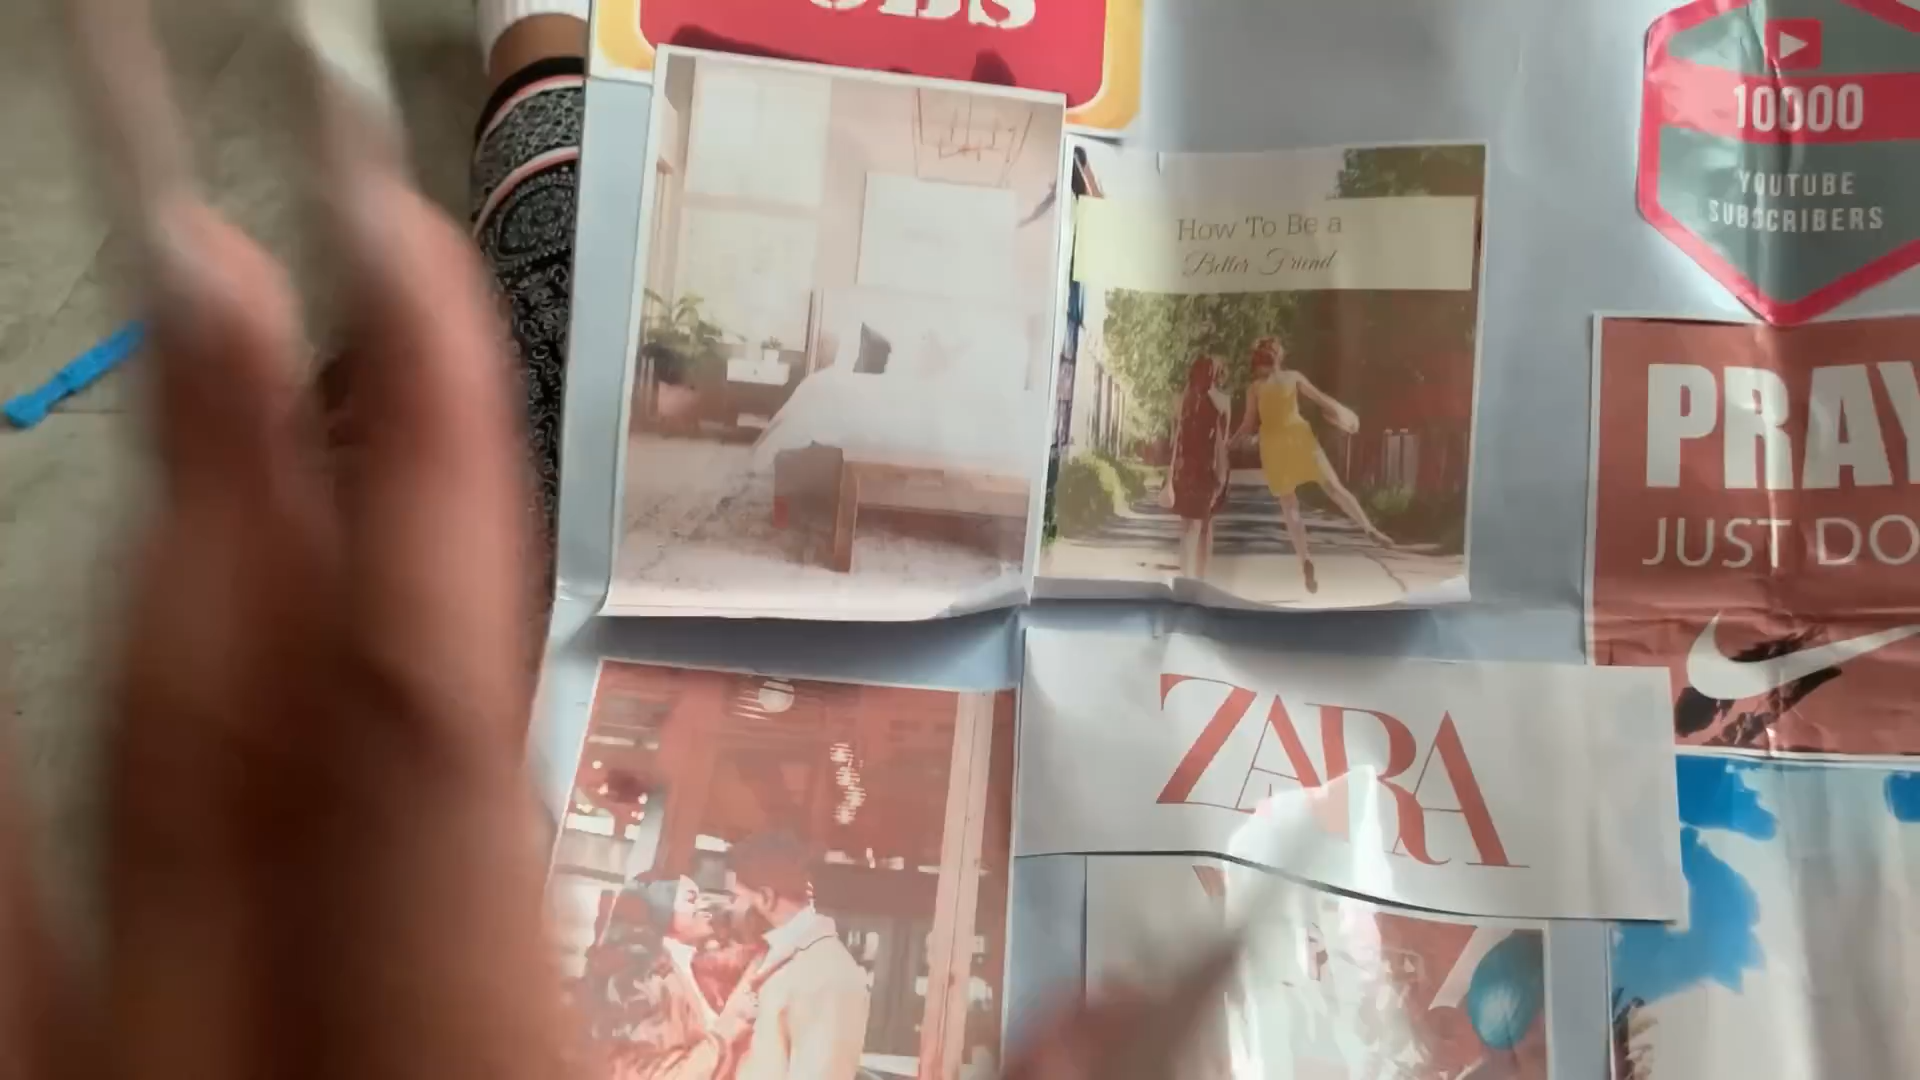 How To Be a
Better Friend
10000
YOUTUBE
SUBSCRIBERS
PRAY
JUST DO
ZARA